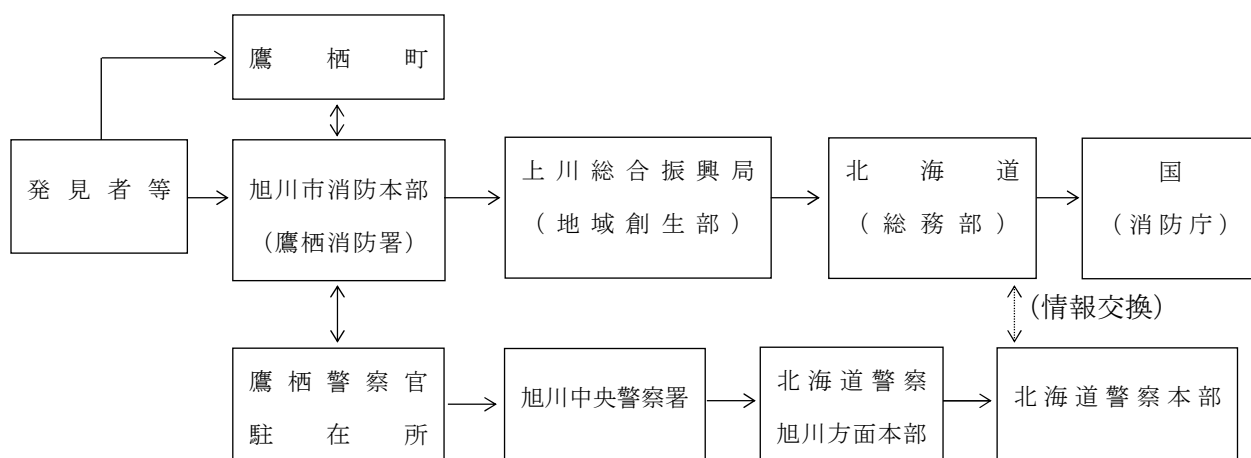 鷹栖町
発見者等
旭川市消防本部
(鷹栖消防署)
上川総合振興局
(地域創生部)
北海道
(総務部)
国
(消防庁)
(情報交換)
鷹栖警察官
駐在所
旭川中央警察署
北海道警察
旭川方面本部
北海道警察本部